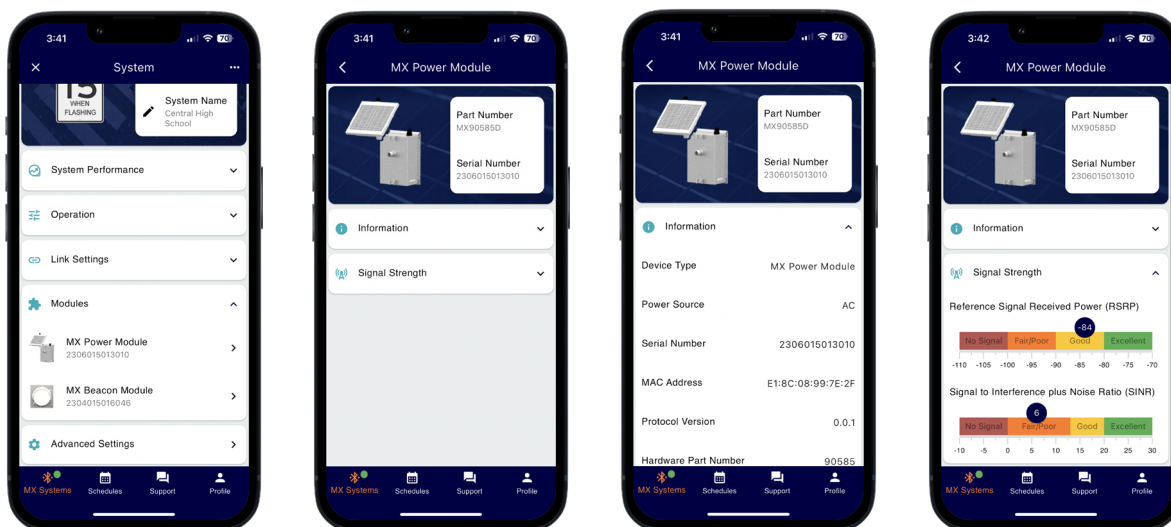 3:41
70
System
15
WHEN
FLASHING
System Name
Central High
School
System Performance
Operation
Link Settings
Modules
MX Power Module
2306015013010
MX Beacon Module
2304015016046
Advanced Settings
MX Systems
Schedules
Support
Profile
3:41
70
MX Power Module
Part Number
MX90585D
Serial Number
2306015013010
Information
Signal Strength
MX Systems
Schedules
Support
Profile
3:41
70
MX Power Module
Part Number
MX90585D
Serial Number
2306015013010
Information
Device Type MX Power Module
Power Source AC
Serial Number 2306015013010
MAC Address E1:8C:08:99:7E:2F
Protocol Version 0.0.1
Hardware Part Number 90585
MX Systems
Schedules
Support
Profile
3:42
70
MX Power Module
Part Number
MX90585D
Serial Number
2306015013010
Information
Signal Strength
Reference Signal Received Power (RSRP)
-84
No Signal Fair/Poor Good Excellent
-110 -105 -100 -95 -90 -85 -80 -75 -70
Signal to Interference plus Noise Ratio (SINR)
6
No Signal Fair/Poor Good Excellent
-10 -5 0 5 10 15 20 25 30
MX Systems
Schedules
Support
Profile